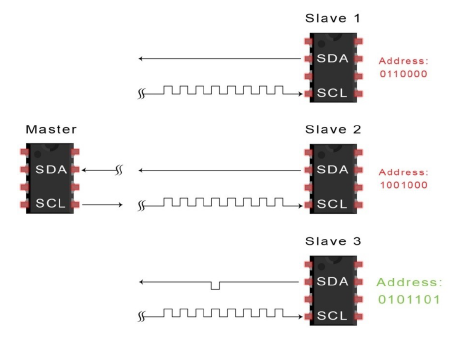 Slave 1
SDA
SCL
Address:
0110000
Master
SDA
SCL
Slave 2
SDA
SCL
Address:
1001000
Slave 3
SDA
SCL
Address:
0101101